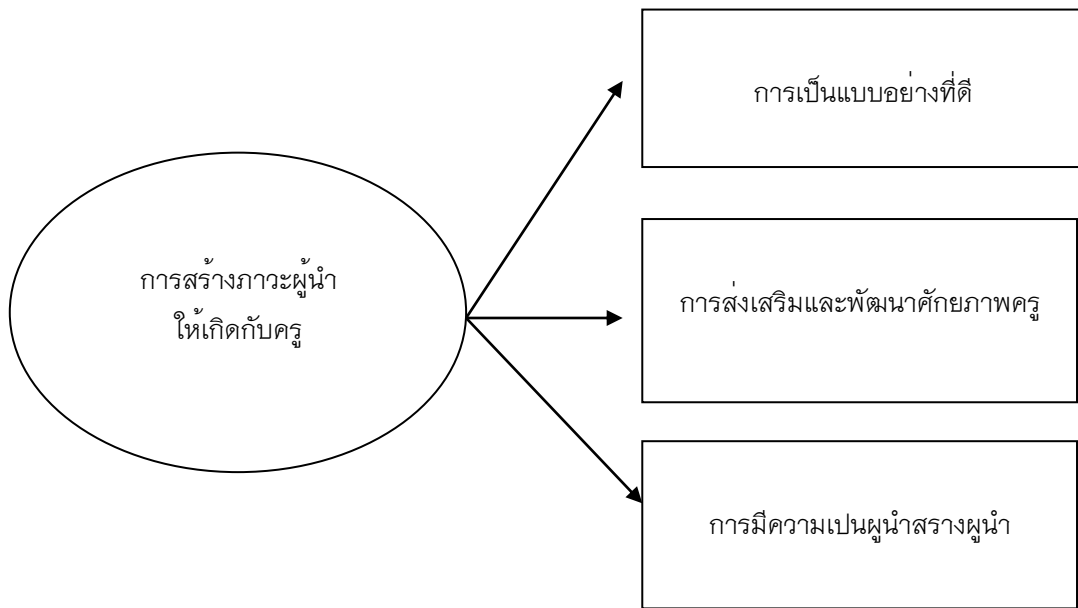 การเป็นแบบอย่างที่ดี
การสร้างภาวะผู้นำ
ให้เกิดกับครู
การส่งเสริมและพัฒนาศักยภาพครู
การมีความเปนผูนำสรางผูนำ